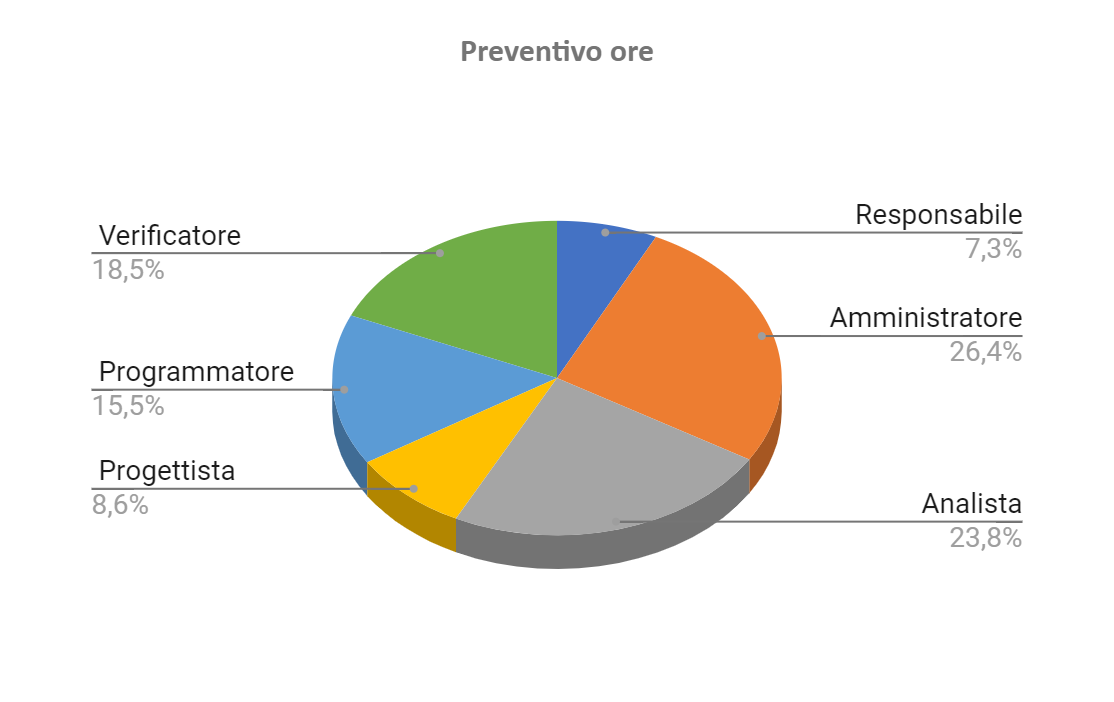 Preventivo ore
Responsabile
7,3%
Amministratore
26,4%
Analista
23,8%
Verificatore
18,5%
Programmatore
15,5%
Progettista
8,6%